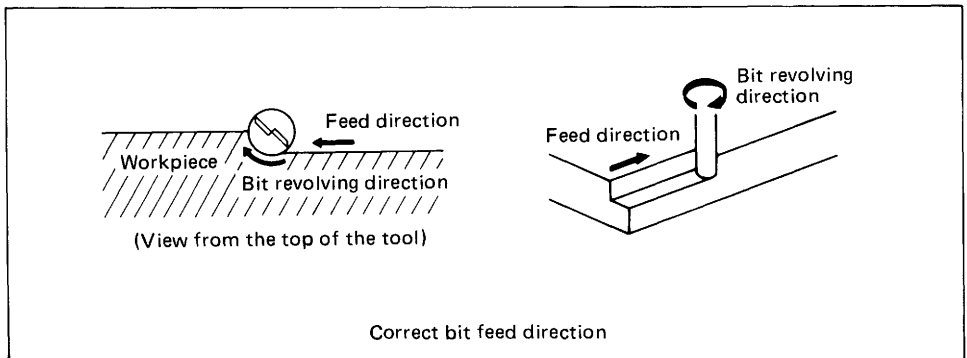 Feed direction
Workpiece
Bit revolving direction
(View from the top of the tool)
Bit revolving
direction
Feed direction
Correct bit feed direction